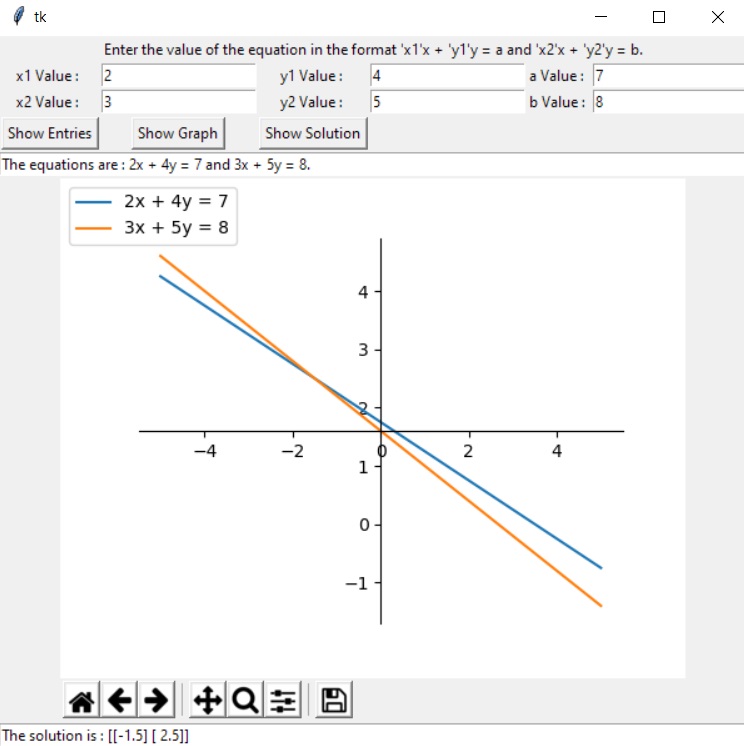 tk
Enter the value of the equation in the format 'x1'x + 'y1'y = a and 'x2'x + 'y2'y = b.
x1 Value : 2 y1 Value : 4 a Value : 7
x2 Value : 3 y2 Value : 5 b Value : 8
Show Entries Show Graph Show Solution
The equations are : 2x + 4y = 7 and 3x + 5y = 8.
2x + 4y = 7
3x + 5y = 8
4
3
2
−4 −2 0 2 4
1
0
−1
The solution is : [[-1.5] [ 2.5]]